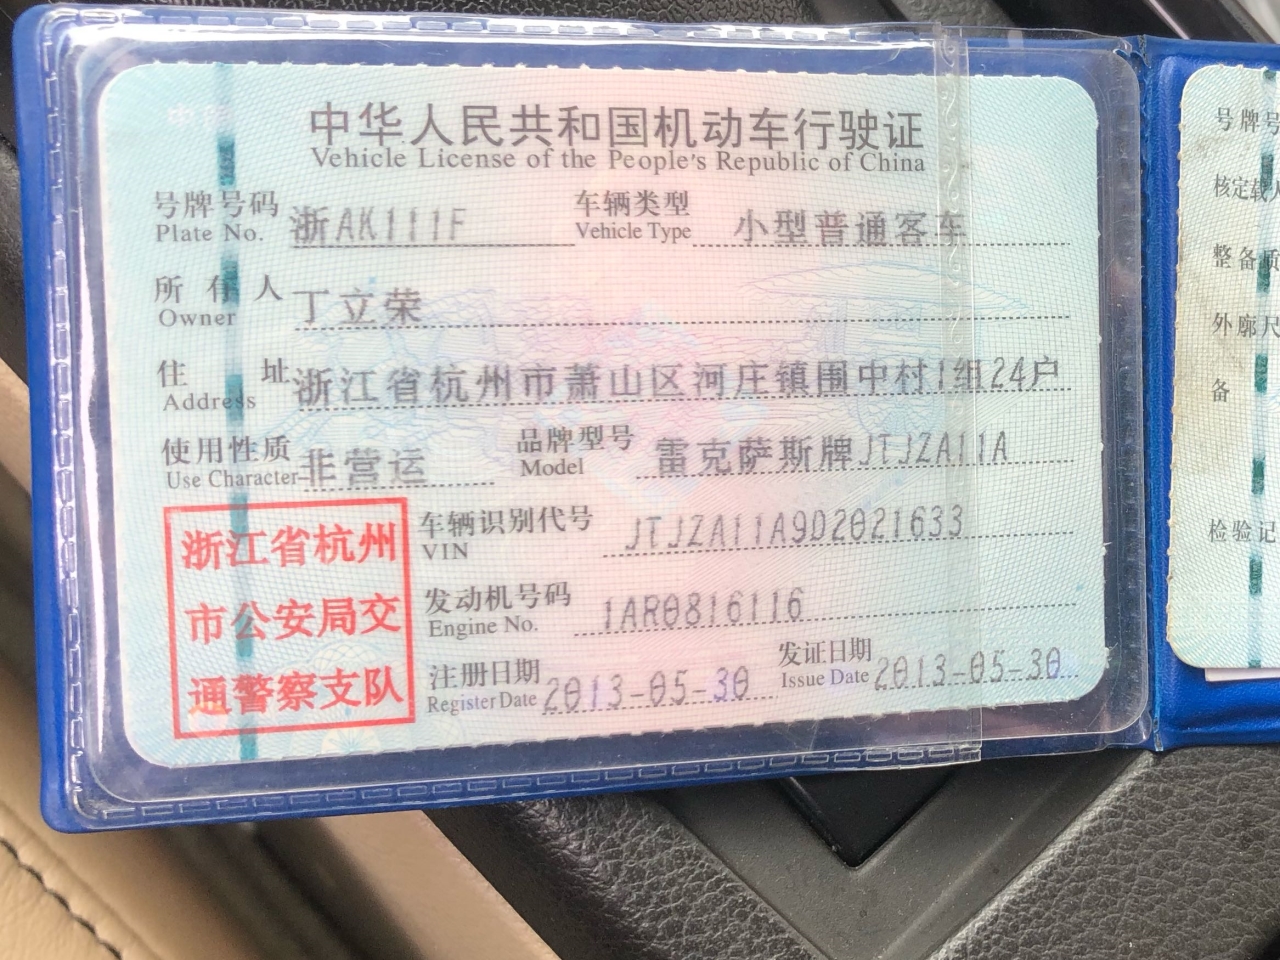 中华人民共和国机动车行驶证
Vehicle License of the People's Republic of China
号牌号码 浙AK111F 车辆类型 小型普通客车
Plate No. Vehicle Type
所有人 丁立荣
Owner
住址 浙江省杭州市萧山区河庄镇围中村1组24户
Address
使用性质 非营运 品牌型号 雷克萨斯牌JTJZA11A
Use Character Model
浙江省杭州
市公安局交
通警察支队
车辆识别代号 JTJZA11A9D2021633
VIN
发动机号码 1AR0816116
Engine No.
注册日期 2013-05-30 发证日期 2013-05-30
Register Date Issue Date
号牌号
核定载人
整备质
外廓尺
备
检验记